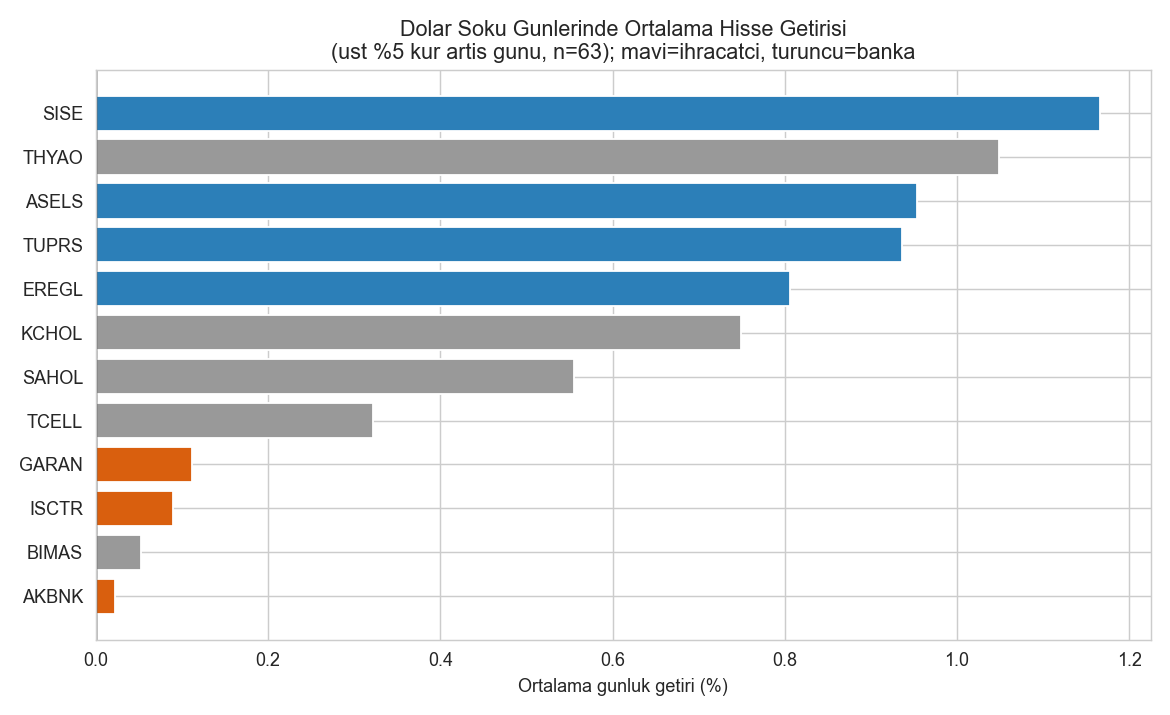 Dolar Soku Gunlerinde Ortalama Hisse Getirisi
(ust %5 kur artis gunu, n=63); mavi=ihracatci, turuncu=banka
SISE
THYAO
ASELS
TUPRS
EREGL
KCHOL
SAHOL
TCELL
GARAN
ISCTR
BIMAS
AKBNK
0.0 0.2 0.4 0.6 0.8 1.0 1.2
Ortalama gunluk getiri (%)